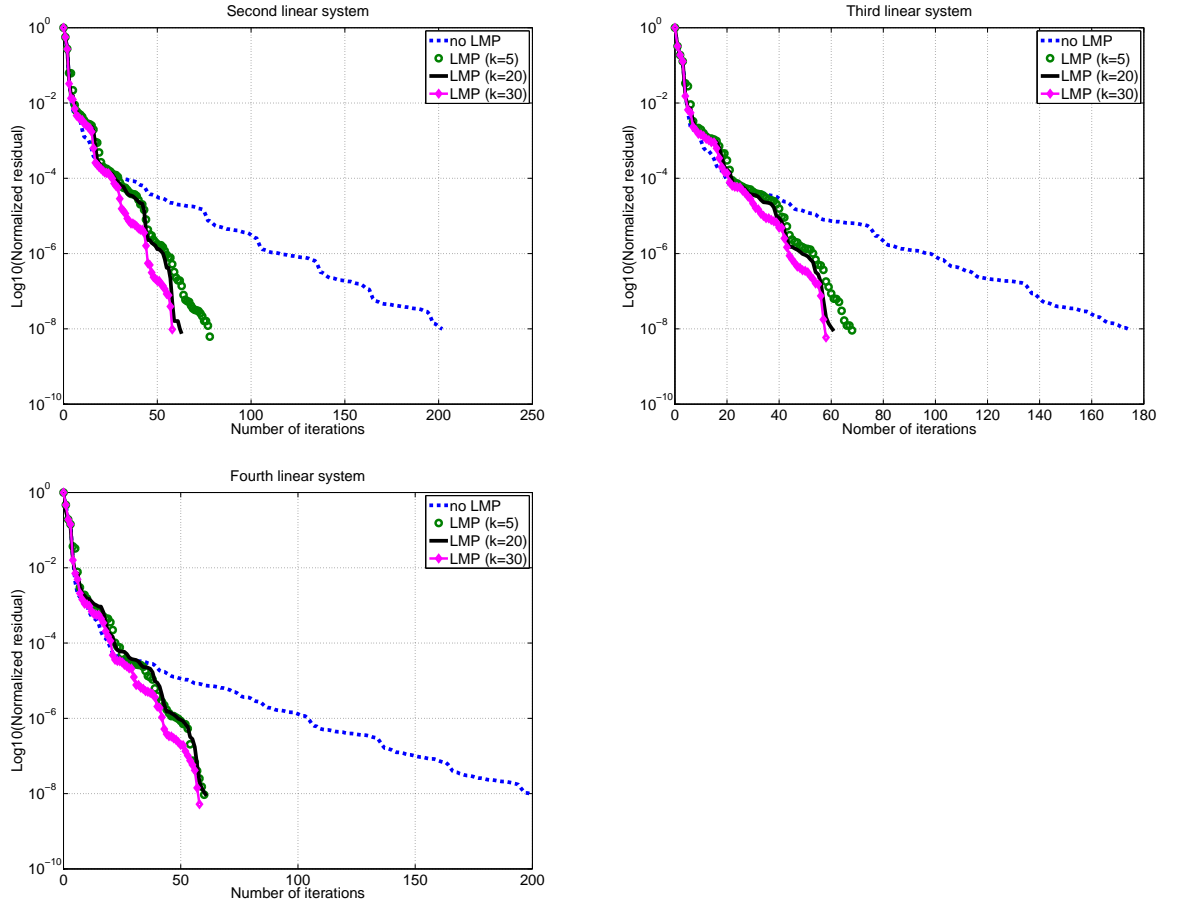 Second linear system
10^0
10^-2
10^-4
10^-6
10^-8
10^-10
Log10(Normalized residual)
0 50 100 150 200 250
Number of iterations
no LMP
LMP (k=5)
LMP (k=20)
LMP (k=30)
Third linear system
10^0
10^-2
10^-4
10^-6
10^-8
10^-10
Log10(Normalized residual)
0 20 40 60 80 100 120 140 160 180
Nomber of iterations
no LMP
LMP (k=5)
LMP (k=20)
LMP (k=30)
Fourth linear system
10^0
10^-2
10^-4
10^-6
10^-8
10^-10
Log10(Normalized residual)
0 50 100 150 200
Number of iterations
no LMP
LMP (k=5)
LMP (k=20)
LMP (k=30)